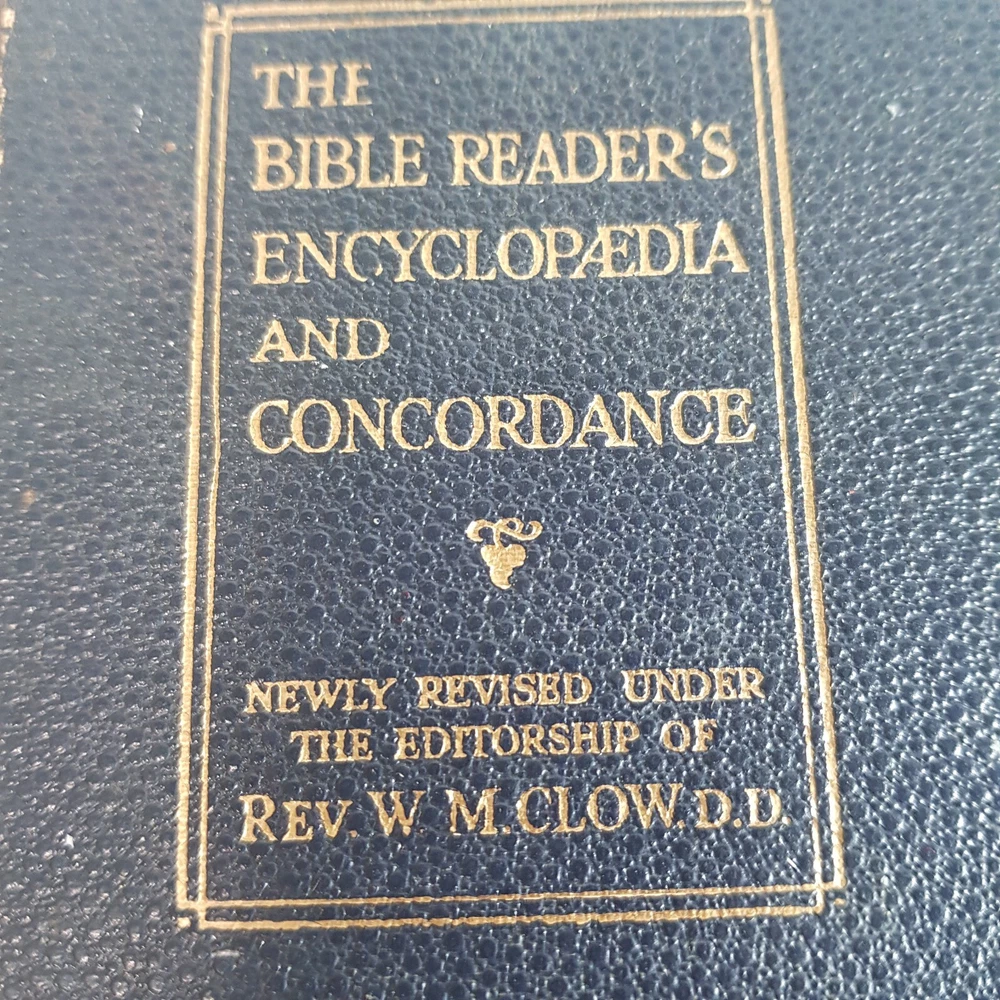 THE
BIBLE READER'S
ENCYCLOPÆDIA
AND
CONCORDANCE
NEWLY REVISED UNDER
THE EDITORSHIP OF
REV. W. M. CLOW. D.D.